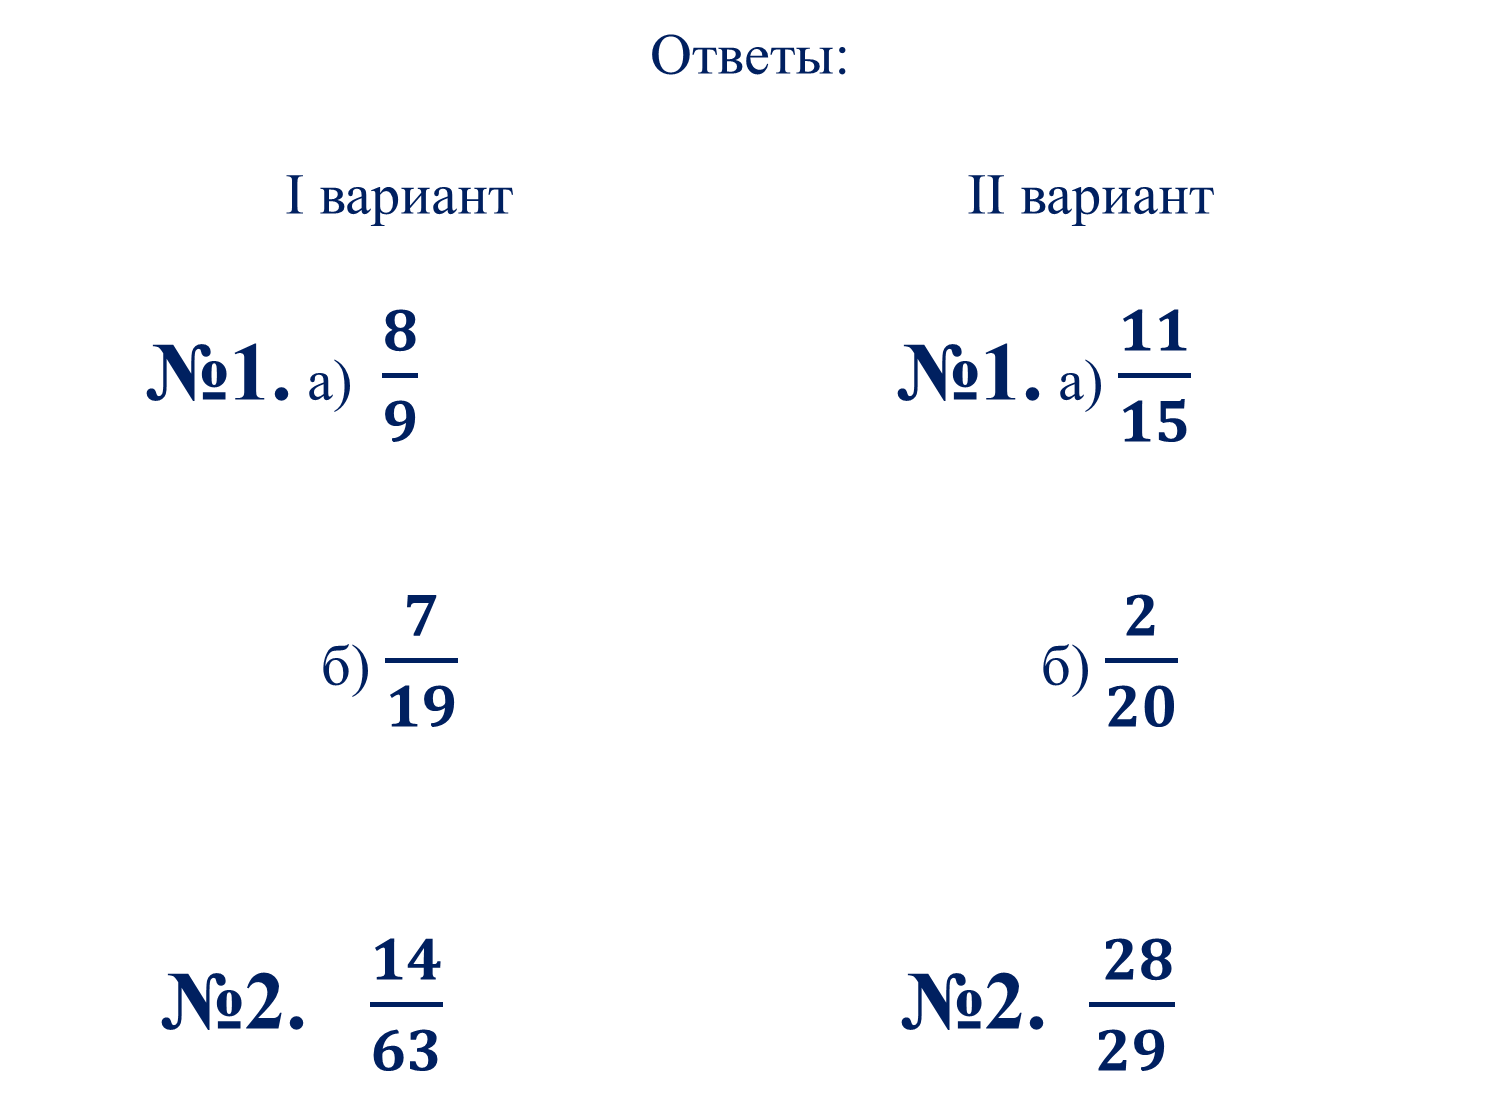 Ответы:
I вариант II вариант
№1. а) 8/9 №1. а) 11/15
б) 7/19 б) 2/20
№2. 14/63 №2. 28/29